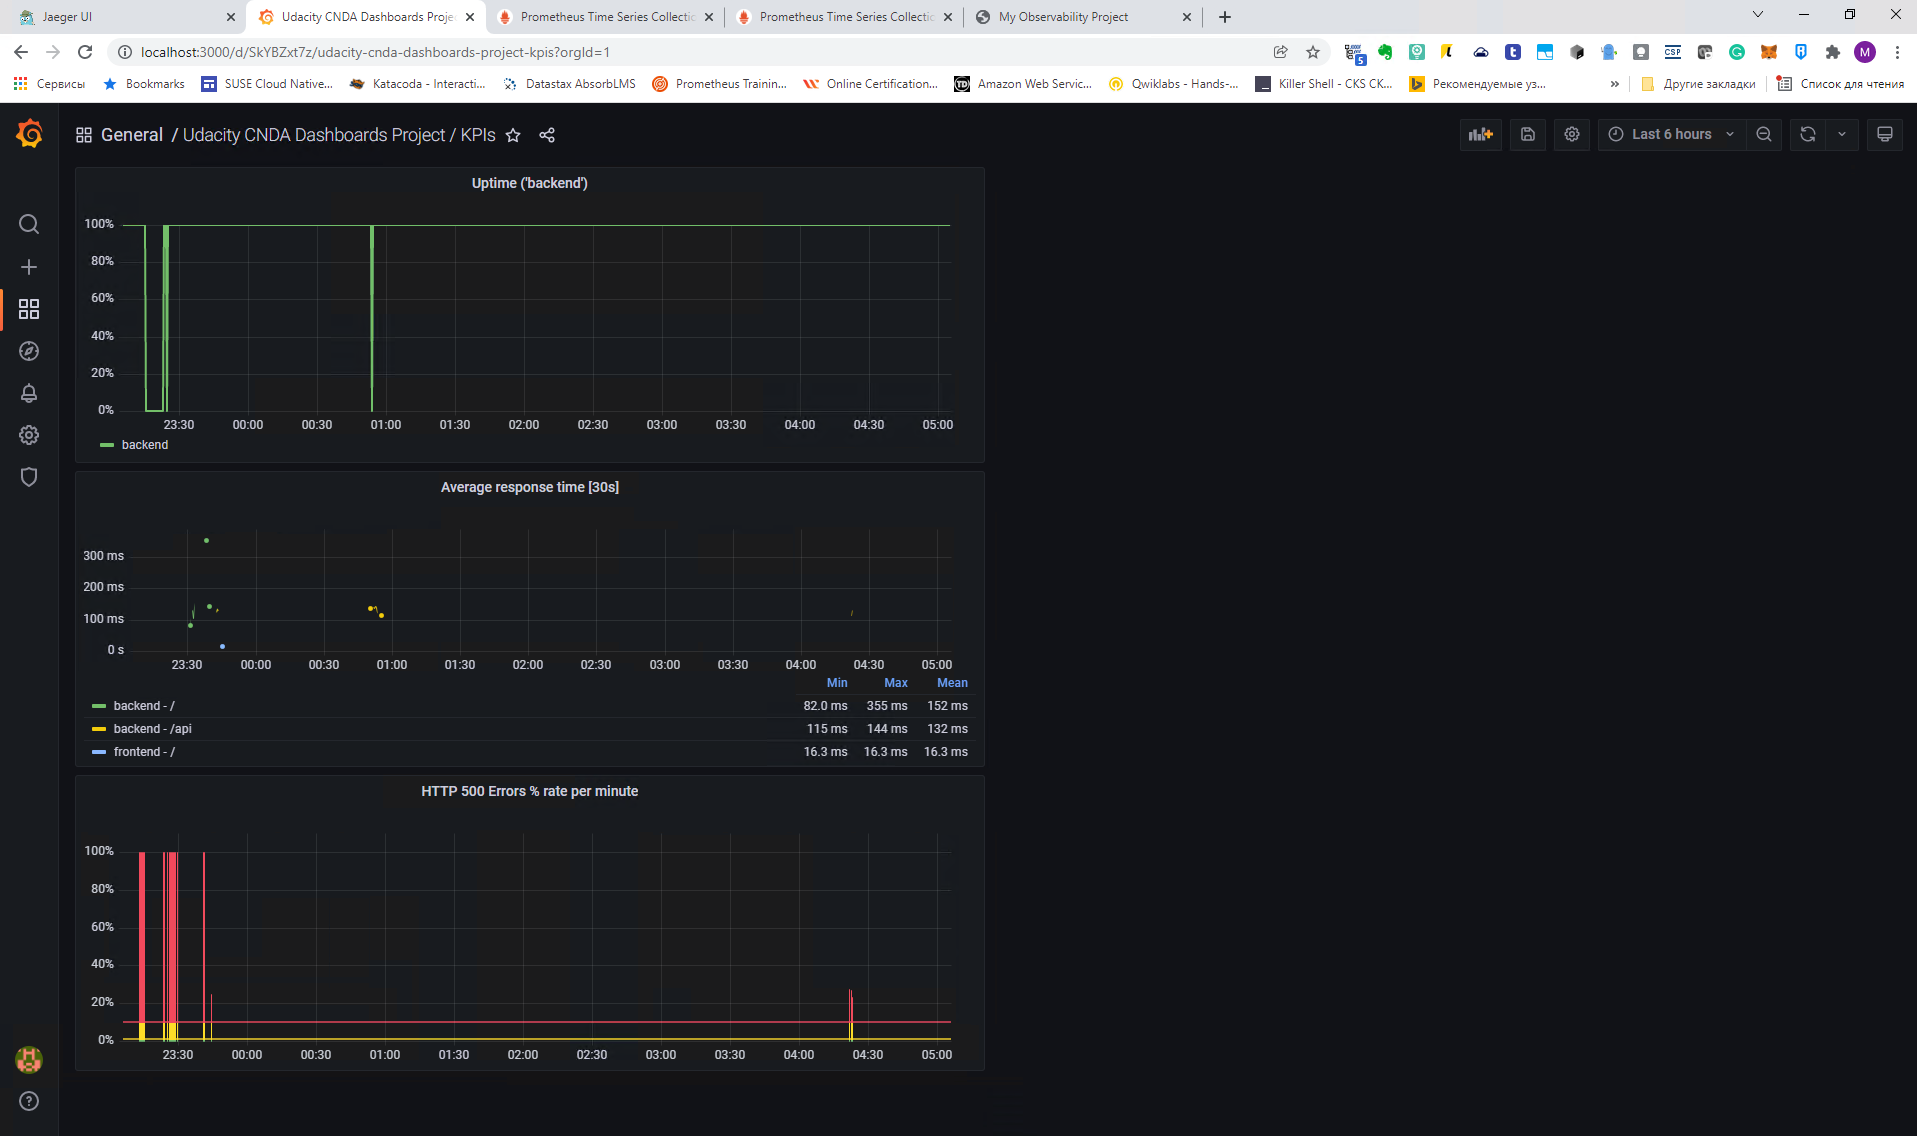 Jaeger UI
Udacity CNDA Dashboards Proje
Prometheus Time Series Collectio
Prometheus Time Series Collectio
My Observability Project
localhost:3000/d/SkYBZxt7z/udacity-cnda-dashboards-project-kpis?orgId=1
5
CSP
M
Сервисы
Bookmarks
SUSE Cloud Native...
Katacoda - Interacti...
Datastax AbsorbLMS
Prometheus Trainin...
Online Certification...
Amazon Web Servic...
Qwiklabs - Hands-...
Killer Shell - CKS CK...
Рекомендуемые уз...
»
Другие закладки
Список для чтения
General / Udacity CNDA Dashboards Project / KPIs
Last 6 hours
Uptime ('backend')
100%
80%
60%
40%
20%
0%
23:30 00:00 00:30 01:00 01:30 02:00 02:30 03:00 03:30 04:00 04:30 05:00
backend
Average response time [30s]
300 ms
200 ms
100 ms
0 s
23:30 00:00 00:30 01:00 01:30 02:00 02:30 03:00 03:30 04:00 04:30 05:00
Min Max Mean
backend - / 82.0 ms 355 ms 152 ms
backend - /api 115 ms 144 ms 132 ms
frontend - / 16.3 ms 16.3 ms 16.3 ms
HTTP 500 Errors % rate per minute
100%
80%
60%
40%
20%
0%
23:30 00:00 00:30 01:00 01:30 02:00 02:30 03:00 03:30 04:00 04:30 05:00